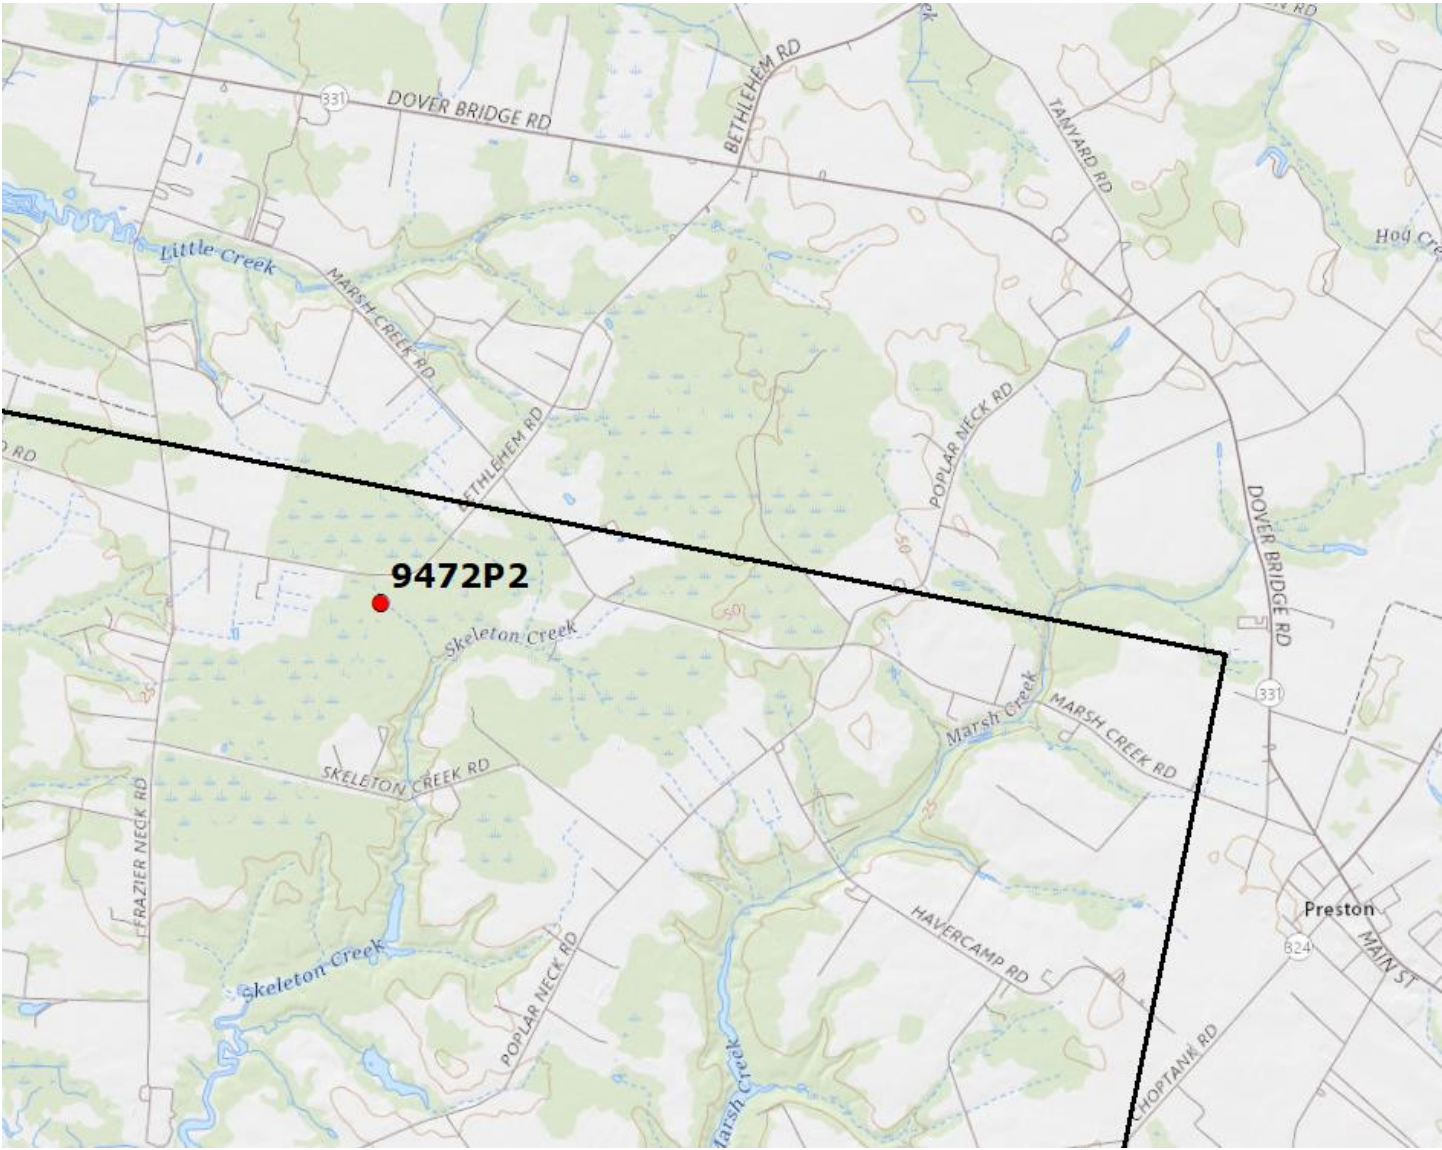 BETHLEHEM RD
331
DOVER BRIDGE RD
TANYARD RD
Little Creek
MARSH CREEK RD
BETHLEHEM RD
POPLAR NECK RD
RD
50
DOVER BRIDGE RD
9472P2
50
Skeleton Creek
25
331
Marsh Creek
MARSH CREEK RD
SKELETON CREEK RD
25
FRAZIER NECK RD
HAVERCAMP RD
Preston
324
MAIN ST
Skeleton Creek
POPLAR NECK RD
CHOPTANK RD
Marsh Creek